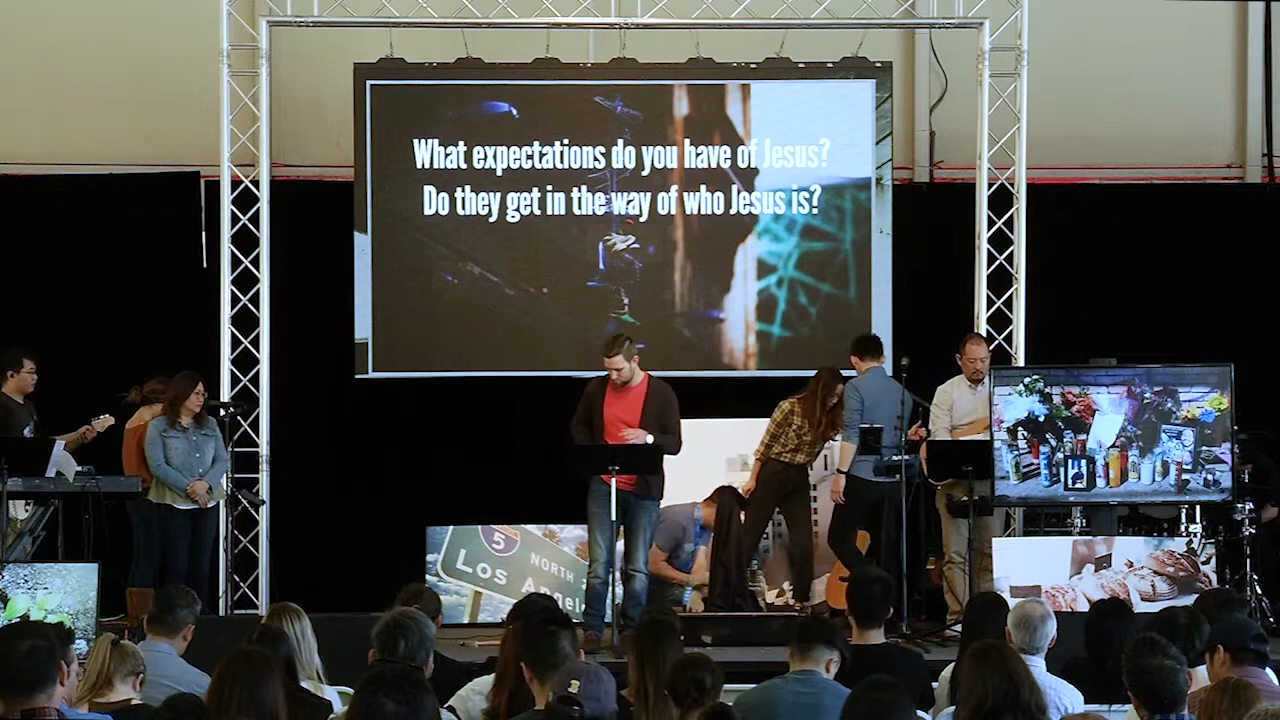 What expectations do you have of Jesus?
Do they get in the way of who Jesus is?
5
NORTH
Los Angel